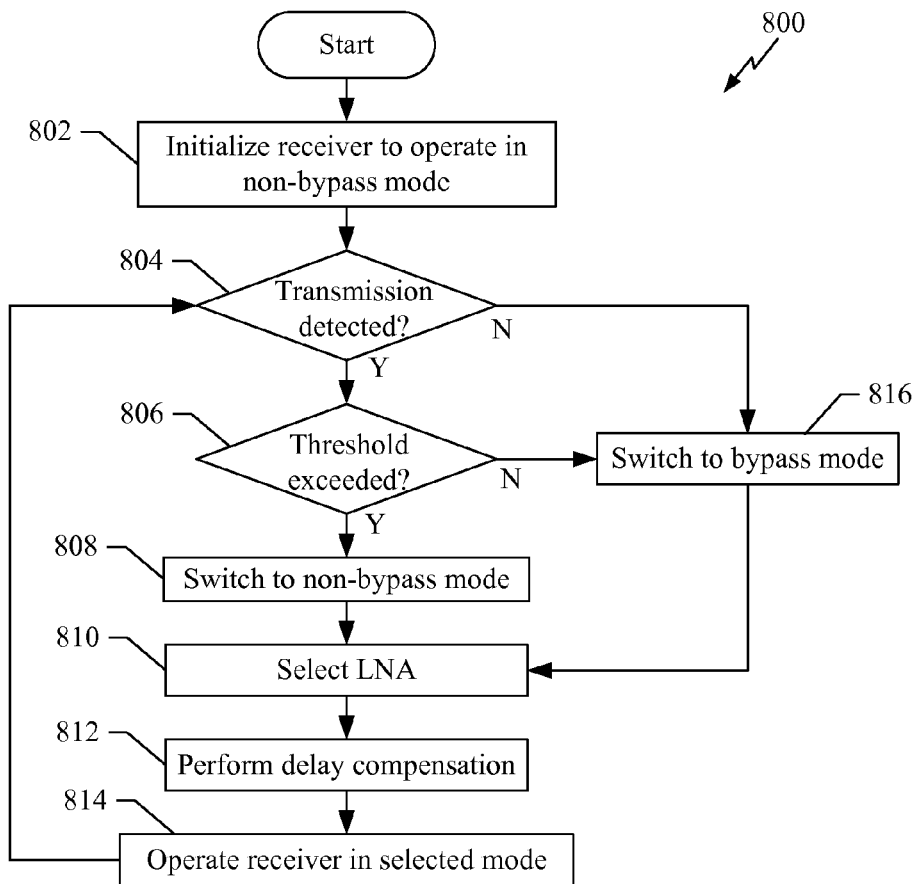 Start
800
802
Initialize receiver to operate in
non-bypass mode
804
Transmission
detected?
N
Y
806
Threshold
exceeded?
N
Y
816
Switch to bypass mode
808
Switch to non-bypass mode
810
Select LNA
812
Perform delay compensation
814
Operate receiver in selected mode